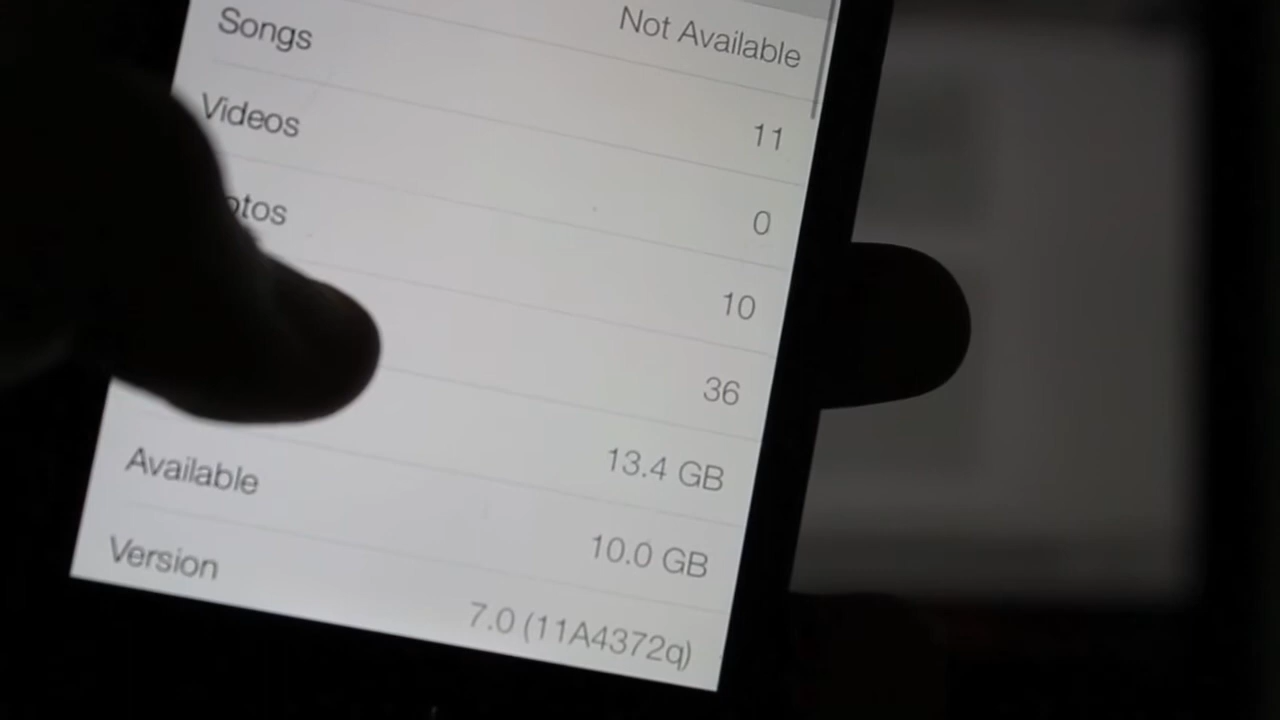 Not Available
Songs 11
Videos 0
otos 10
36
13.4 GB
Available 10.0 GB
Version 7.0 (11A4372q)